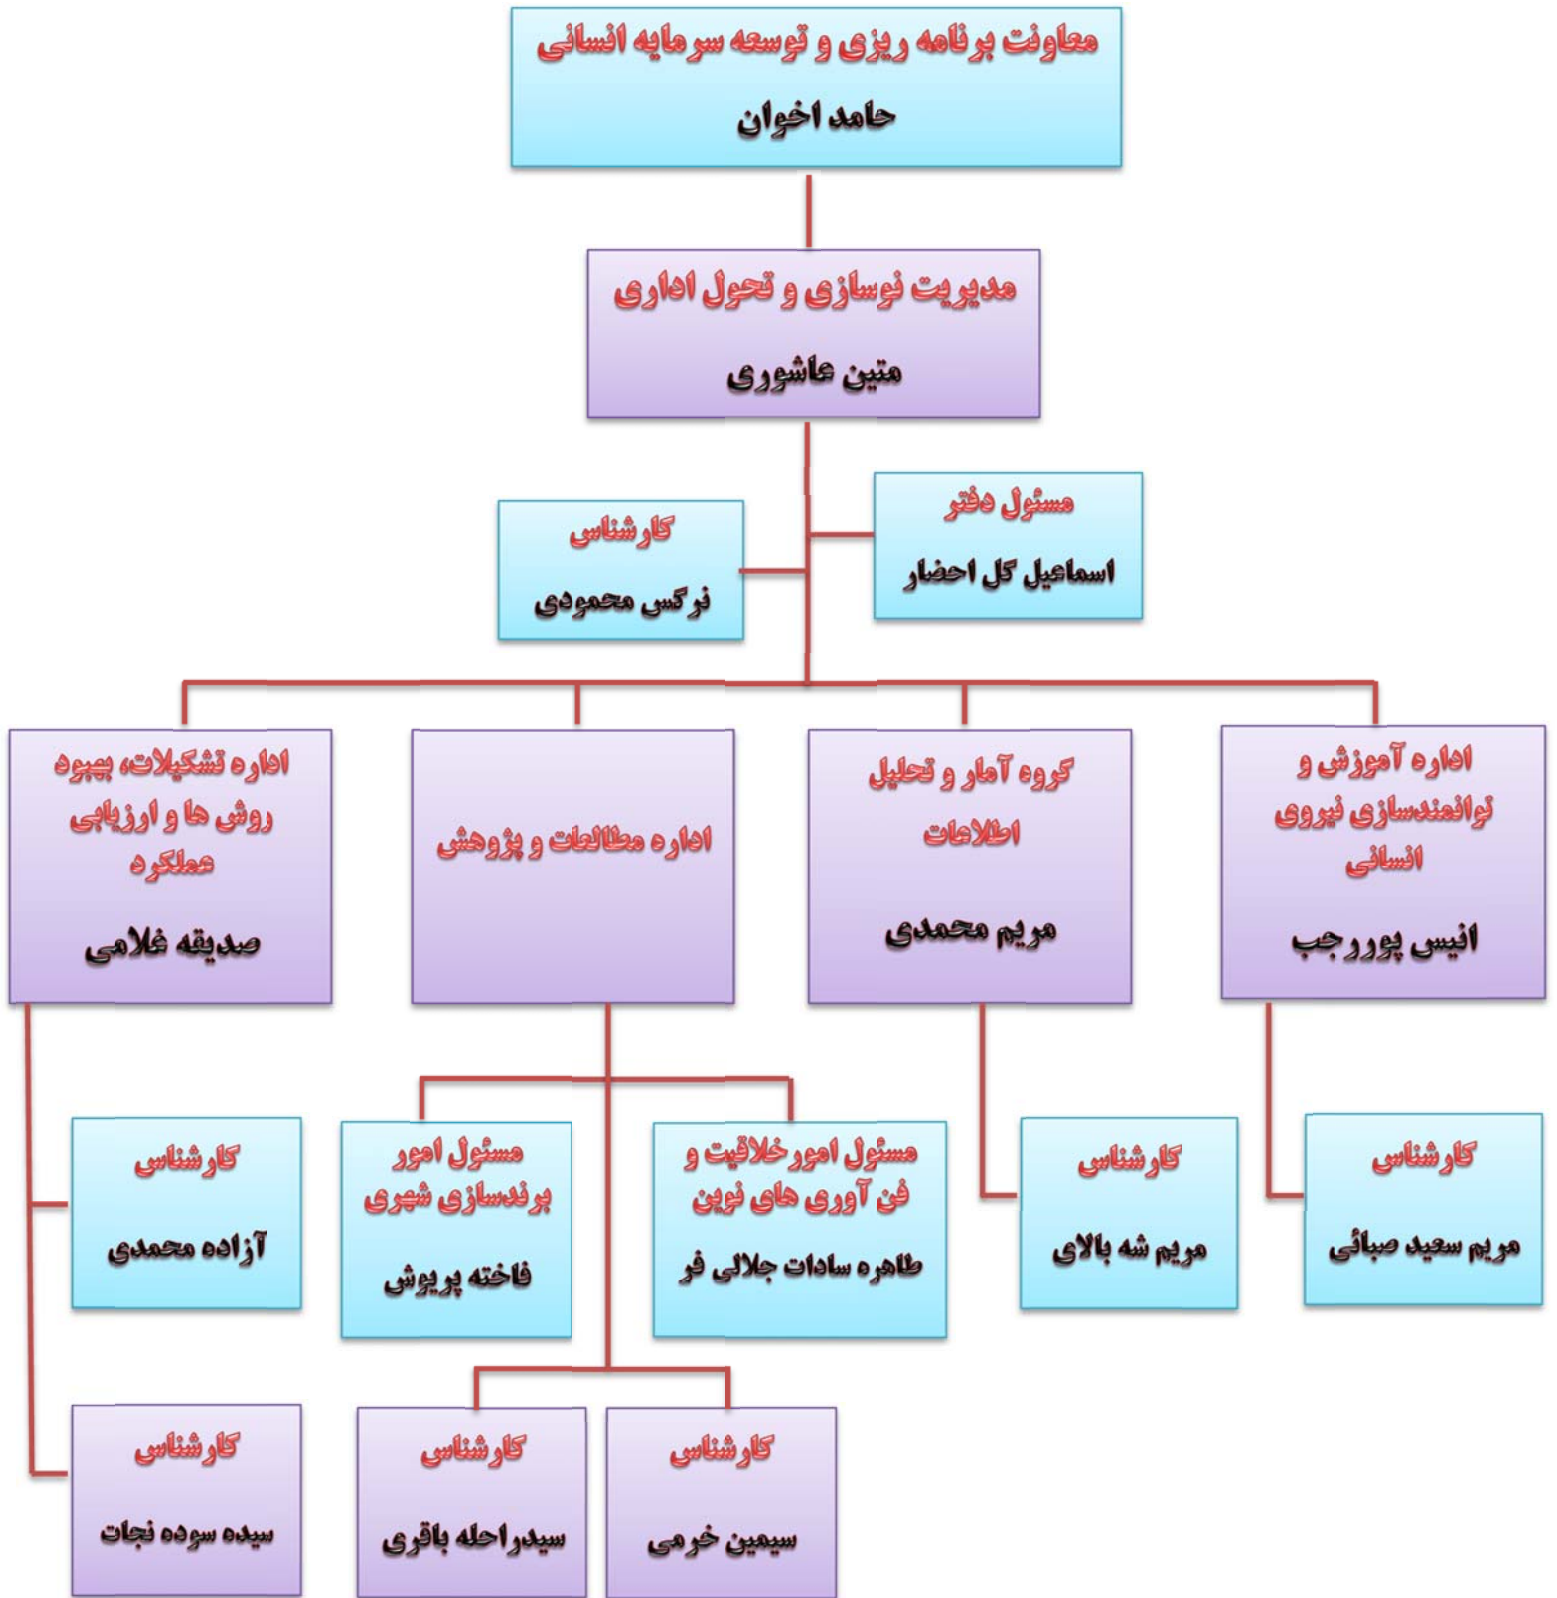 معاونت برنامه ریزی و توسعه سرمایه انسانی
حامد اخوان
مدیریت نوسازی و تحول اداری
متین عاشوری
مسئول دفتر
اسماعیل گل احضار
کارشناس
نرگس محمودی
اداره آموزش و
توانمندسازی نیروی
انسانی
انیس پوررجب
گروه آمار و تحلیل
اطلاعات
مریم محمدی
اداره مطالعات و پژوهش
اداره تشکیلات، بهبود
روش ها و ارزیابی
عملکرد
صدیقه غلامی
کارشناس
مریم سعید صبائی
کارشناس
مریم شه بالای
مسئول امورخلاقیت و
فن آوری های نوین
طاهره سادات جلالی فر
مسئول امور
برندسازی شهری
فاخته پریوش
کارشناس
آزاده محمدی
کارشناس
سیمین خرمی
کارشناس
سیدراحله باقری
کارشناس
سیده سوده نجات